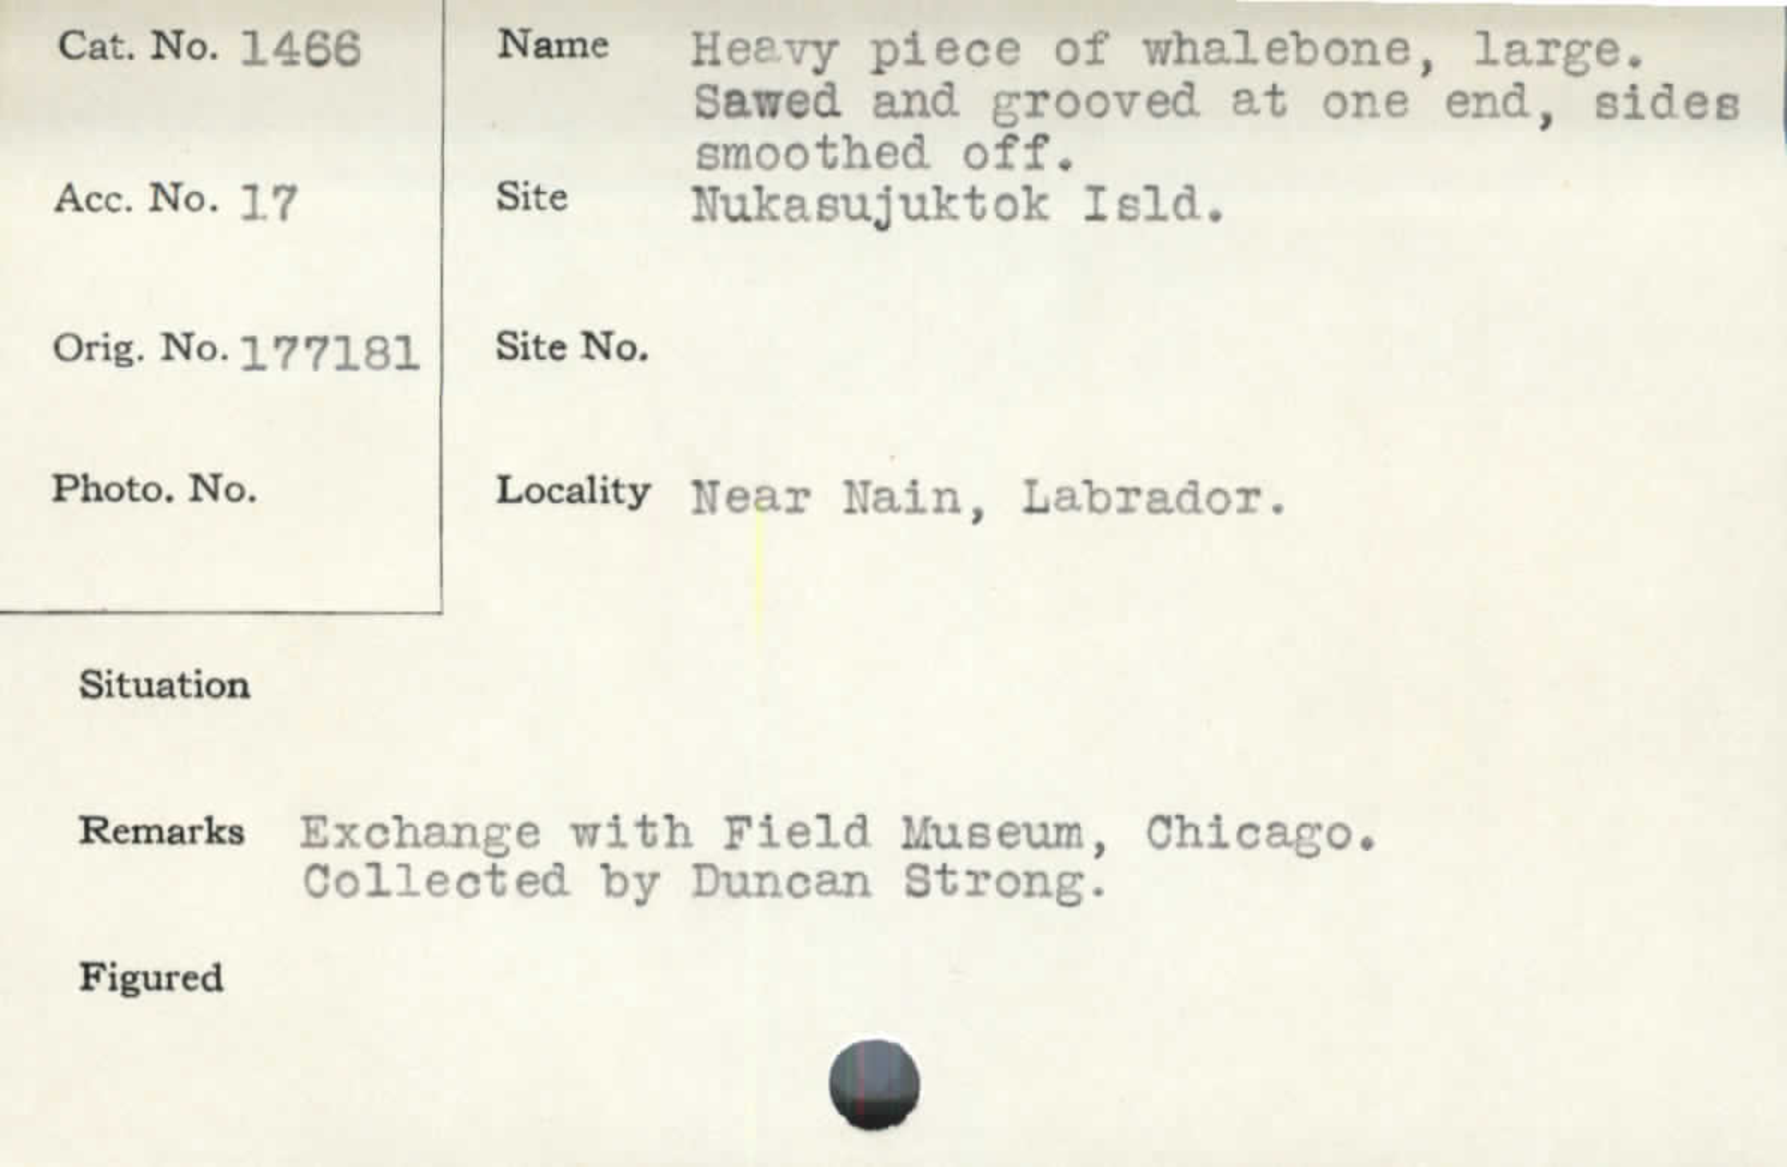 Cat. No. 1466
Name Heavy piece of whalebone, large.
Sawed and grooved at one end, sides
smoothed off.
Acc. No. 17
Site Nukasujuktok Isld.
Orig. No. 177181
Site No.
Photo. No.
Locality Near Nain, Labrador.
Situation
Remarks Exchange with Field Museum, Chicago.
Collected by Duncan Strong.
Figured